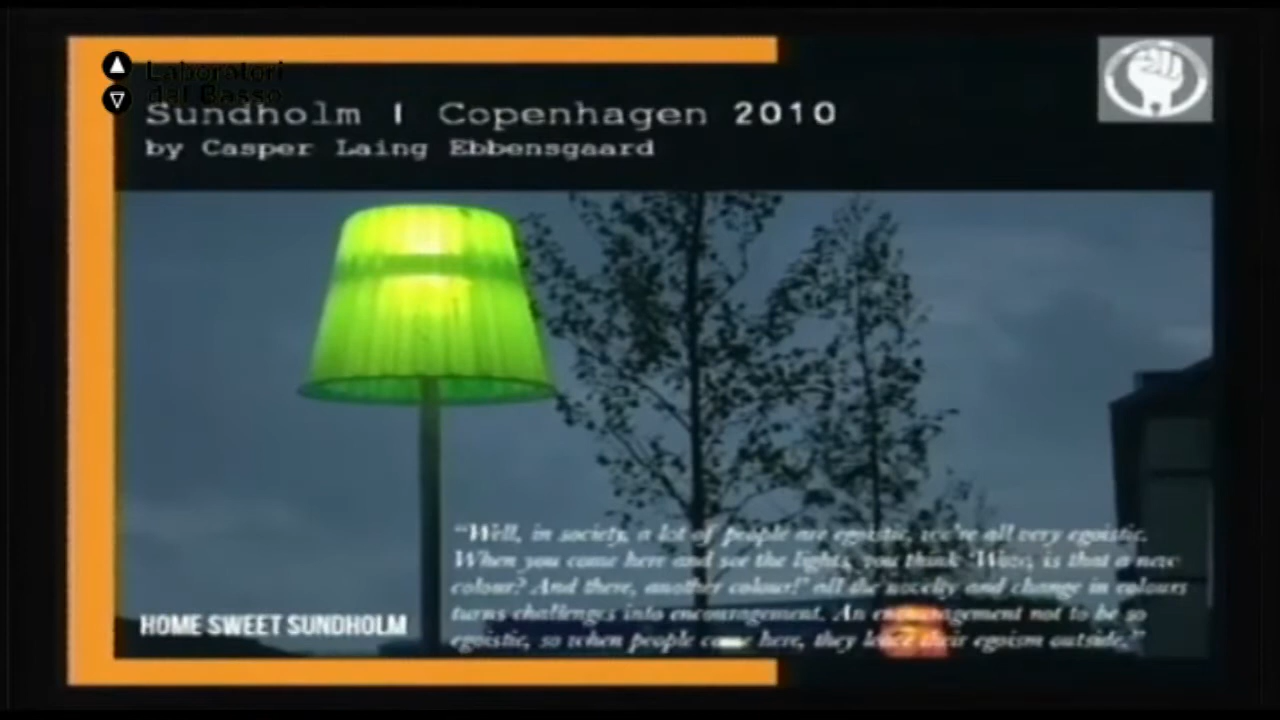 Laboratori
dal Basso
Sundholm | Copenhagen 2010
by Casper Laing Ebbensgaard
"Well, in society, a lot of people are egoistic, we're all very egoistic.
When you come here and see the lights, you think 'Wow, is that a new
colour? And there, another colour!' all the novelty and change in colours
turns challenges into encouragement. An encouragement not to be so
egoistic, so when people come here, they leave their egoism outside."
HOME SWEET SUNDHOLM